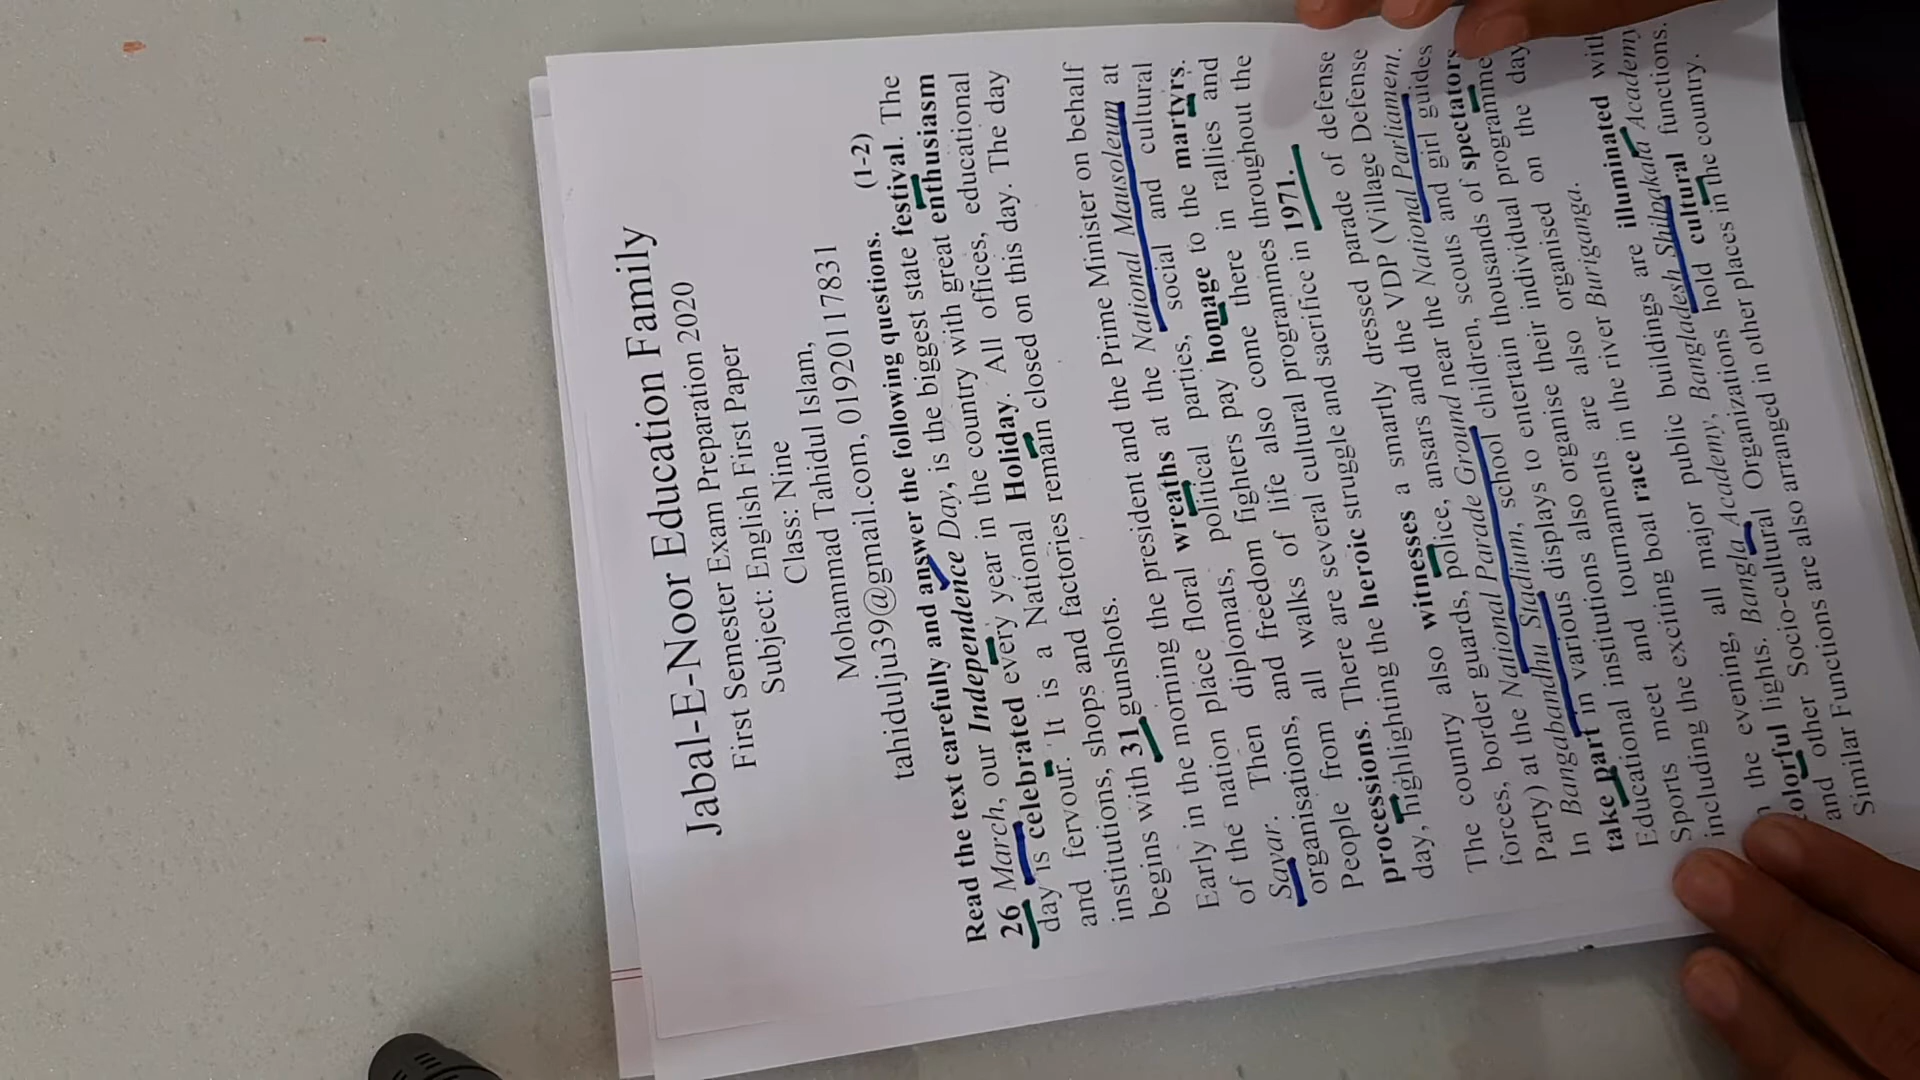 Jabal-E-Noor Education Family
First Semester Exam Preparation 2020
Subject: English First Paper
Class: Nine
Mohammad Tahidul Islam,
tahidulju39@gmail.com, 01920117831
Read the text carefully and answer the following questions. (1-2)
26 March, our Independence Day, is the biggest state festival. The
day is celebrated every year in the country with great enthusiasm
and fervour. It is a National Holiday. All offices, educational
institutions, shops and factories remain closed on this day. The day
begins with 31 gunshots.
Early in the morning the president and the Prime Minister on behalf
of the nation place floral wreaths at the National Mausoleum at
Savar. Then diplomats, political parties, social and cultural
organisations, and freedom fighters pay homage to the martyrs.
People from all walks of life also come there in rallies and
processions. There are several cultural programmes throughout the
day, highlighting the heroic struggle and sacrifice in 1971.
The country also witnesses a smartly dressed parade of defense
forces, border guards, police, ansars and the VDP (Village Defense
Party) at the National Parade Ground near the National Parliament.
In Bangabandhu Stadium, school children, scouts and girl guides
take part in various displays to entertain thousands of spectators
Educational institutions also organise their individual programme
Sports meet and tournaments are also organised on the day
including the exciting boat race in the river Buriganga.
the evening, all major public buildings are illuminated with
colorful lights. Bangla Academy, Bangladesh Shilpakala Academy
and other Socio-cultural Organizations hold cultural functions.
Similar Functions are also arranged in other places in the country.